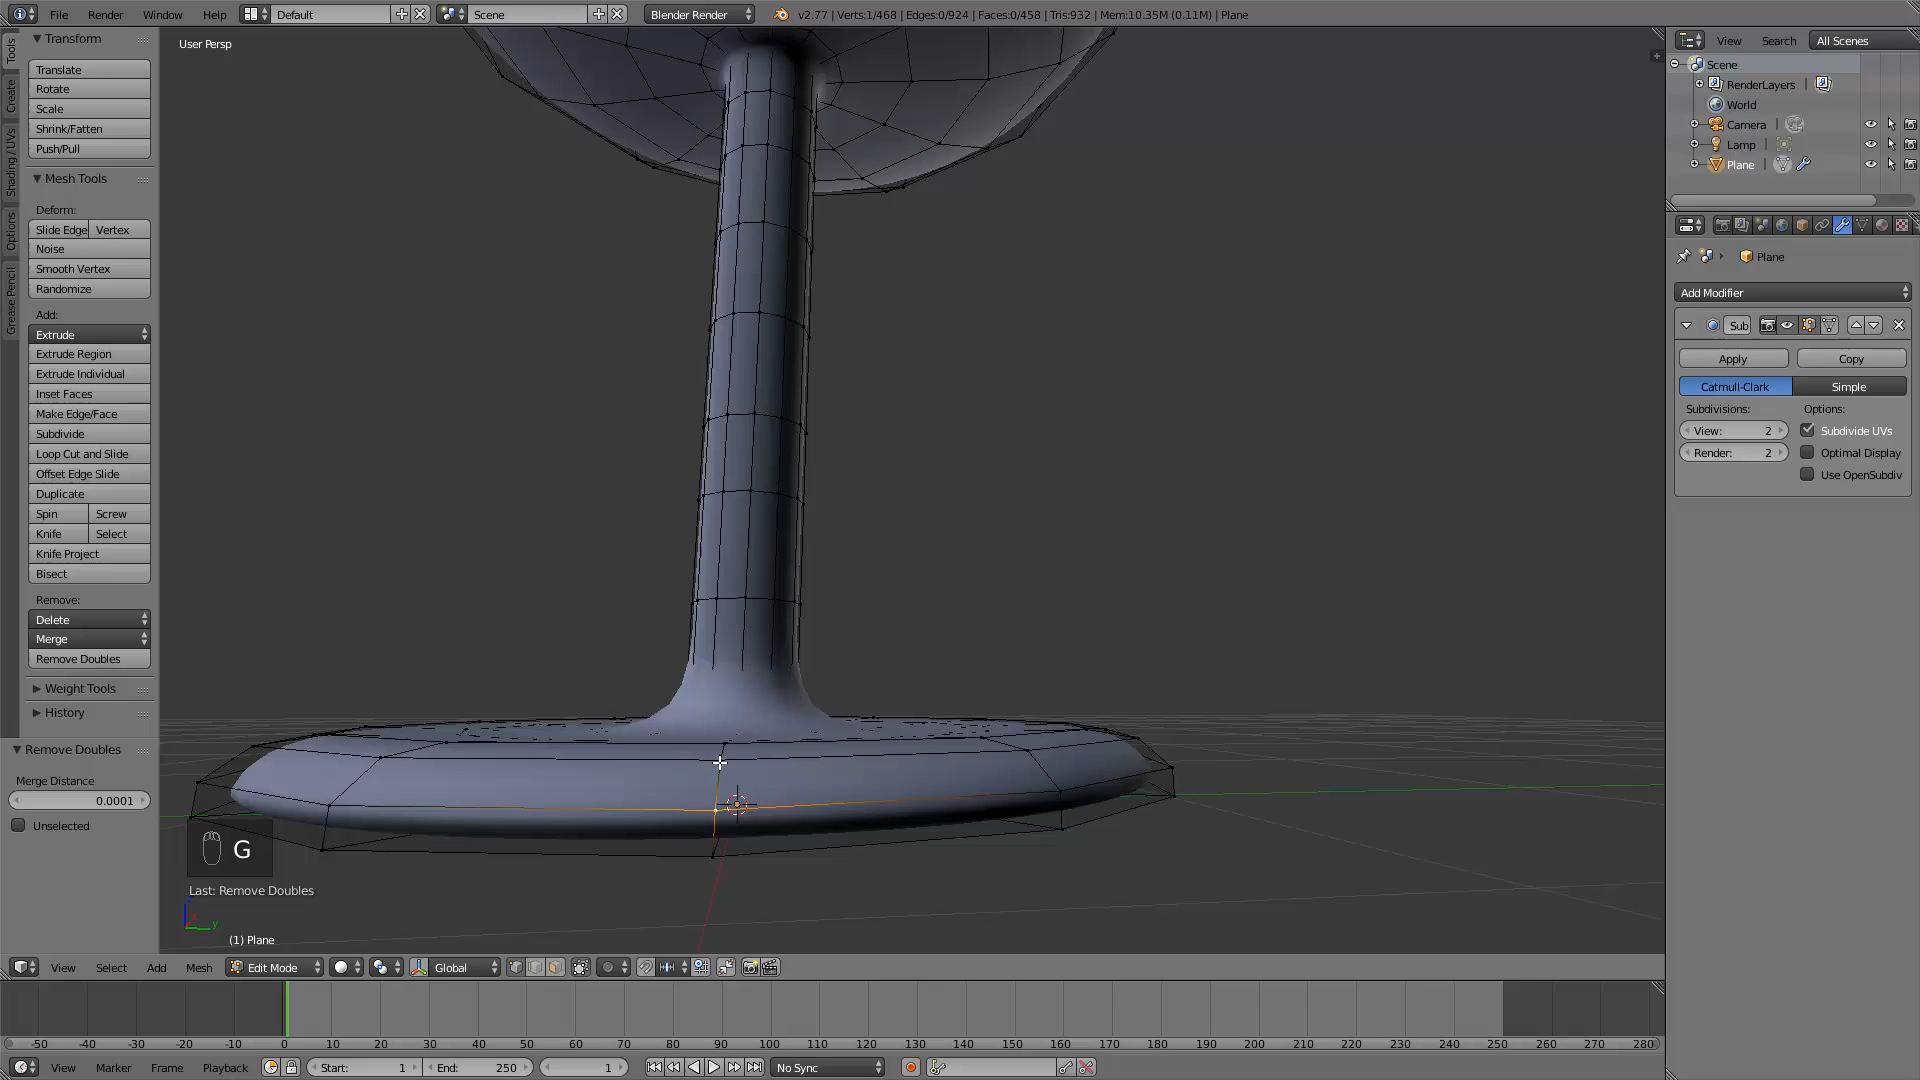 File Render Window Help Default Scene Blender Render v2.77 | Verts:1/468 | Edges:0/924 | Faces:0/458 | Tris:932 | Mem:10.35M (0.11M) | Plane
Tools
Create
Shading / UVs
Options
Grease Pencil
Transform
Translate
Rotate
Scale
Shrink/Fatten
Push/Pull
Mesh Tools
Deform:
Slide Edge Vertex
Noise
Smooth Vertex
Randomize
Add:
Extrude
Extrude Region
Extrude Individual
Inset Faces
Make Edge/Face
Subdivide
Loop Cut and Slide
Offset Edge Slide
Duplicate
Spin Screw
Knife Select
Knife Project
Bisect
Remove:
Delete
Merge
Remove Doubles
Weight Tools
History
Remove Doubles
Merge Distance
0.0001
Unselected
User Persp
G
Last: Remove Doubles
y
(1) Plane
View Search All Scenes
Scene
RenderLayers |
World
Camera |
Lamp |
Plane |
Plane
Add Modifier
Sub
Apply Copy
Catmull-Clark Simple
Subdivisions: Options:
View: 2 Subdivide UVs
Render: 2 Optimal Display
Use OpenSubdiv
View Select Add Mesh Edit Mode Global
-50 -40 -30 -20 -10 0 10 20 30 40 50 60 70 80 90 100 110 120 130 140 150 160 170 180 190 200 210 220 230 240 250 260 270 280
View Marker Frame Playback Start: 1 End: 250 1 No Sync